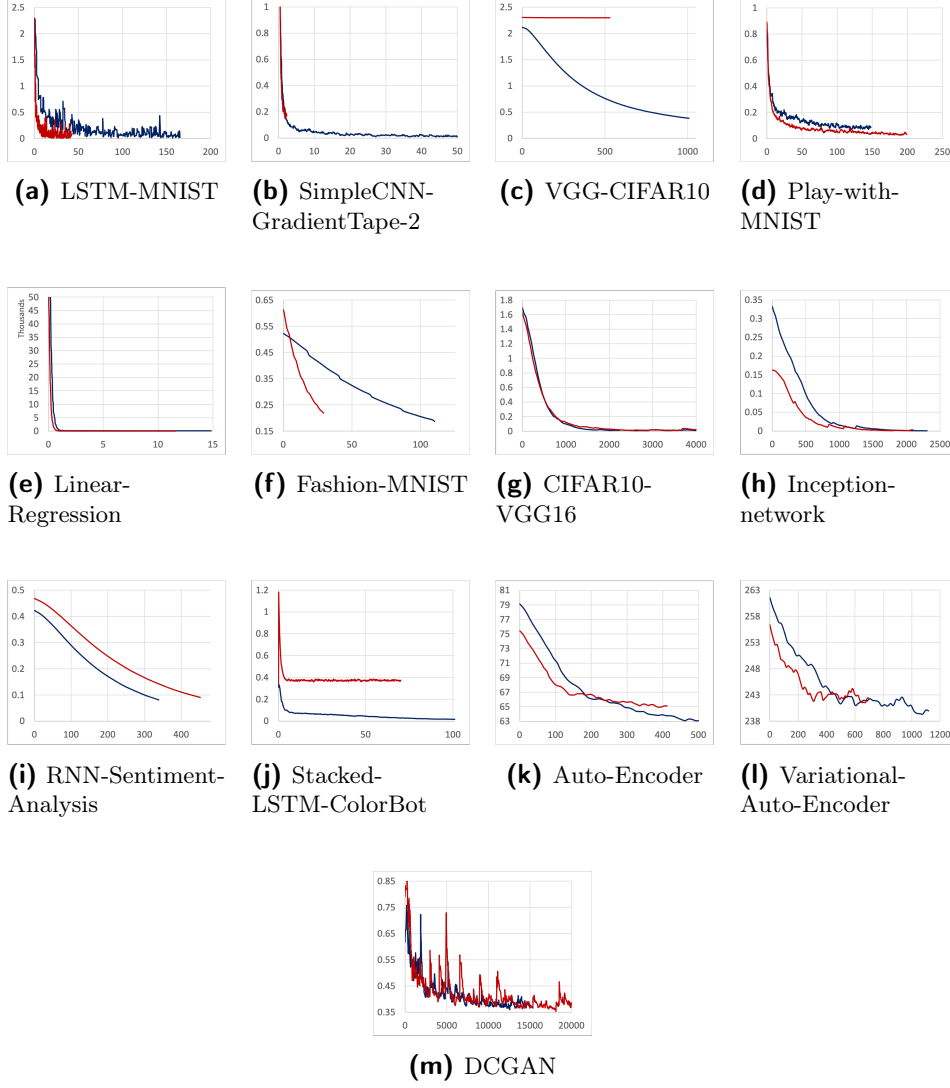 2.5
2
1.5
1
0.5
0
0 50 100 150 200
1
0.8
0.6
0.4
0.2
0
0 10 20 30 40 50
2.5
2
1.5
1
0.5
0
0 500 1000
1
0.8
0.6
0.4
0.2
0
0 50 100 150 200 250
(a) LSTM-MNIST
(b) SimpleCNN-
GradientTape-2
(c) VGG-CIFAR10
(d) Play-with-
MNIST
Thousands
50
45
40
35
30
25
20
15
10
5
0
0 5 10 15
0.65
0.55
0.45
0.35
0.25
0.15
0 50 100
1.8
1.6
1.4
1.2
1
0.8
0.6
0.4
0.2
0
0 1000 2000 3000 4000
0.35
0.3
0.25
0.2
0.15
0.1
0.05
0
0 500 1000 1500 2000 2500
(e) Linear-
Regression
(f) Fashion-MNIST
(g) CIFAR10-
VGG16
(h) Inception-
network
0.5
0.4
0.3
0.2
0.1
0
0 100 200 300 400
1.2
1
0.8
0.6
0.4
0.2
0
0 50 100
81
79
77
75
73
71
69
67
65
63
0 100 200 300 400 500
263
258
253
248
243
238
0 200 400 600 800 1000 1200
(i) RNN-Sentiment-
Analysis
(j) Stacked-
LSTM-ColorBot
(k) Auto-Encoder
(l) Variational-
Auto-Encoder
0.85
0.75
0.65
0.55
0.45
0.35
0 5000 10000 15000 20000
(m) DCGAN